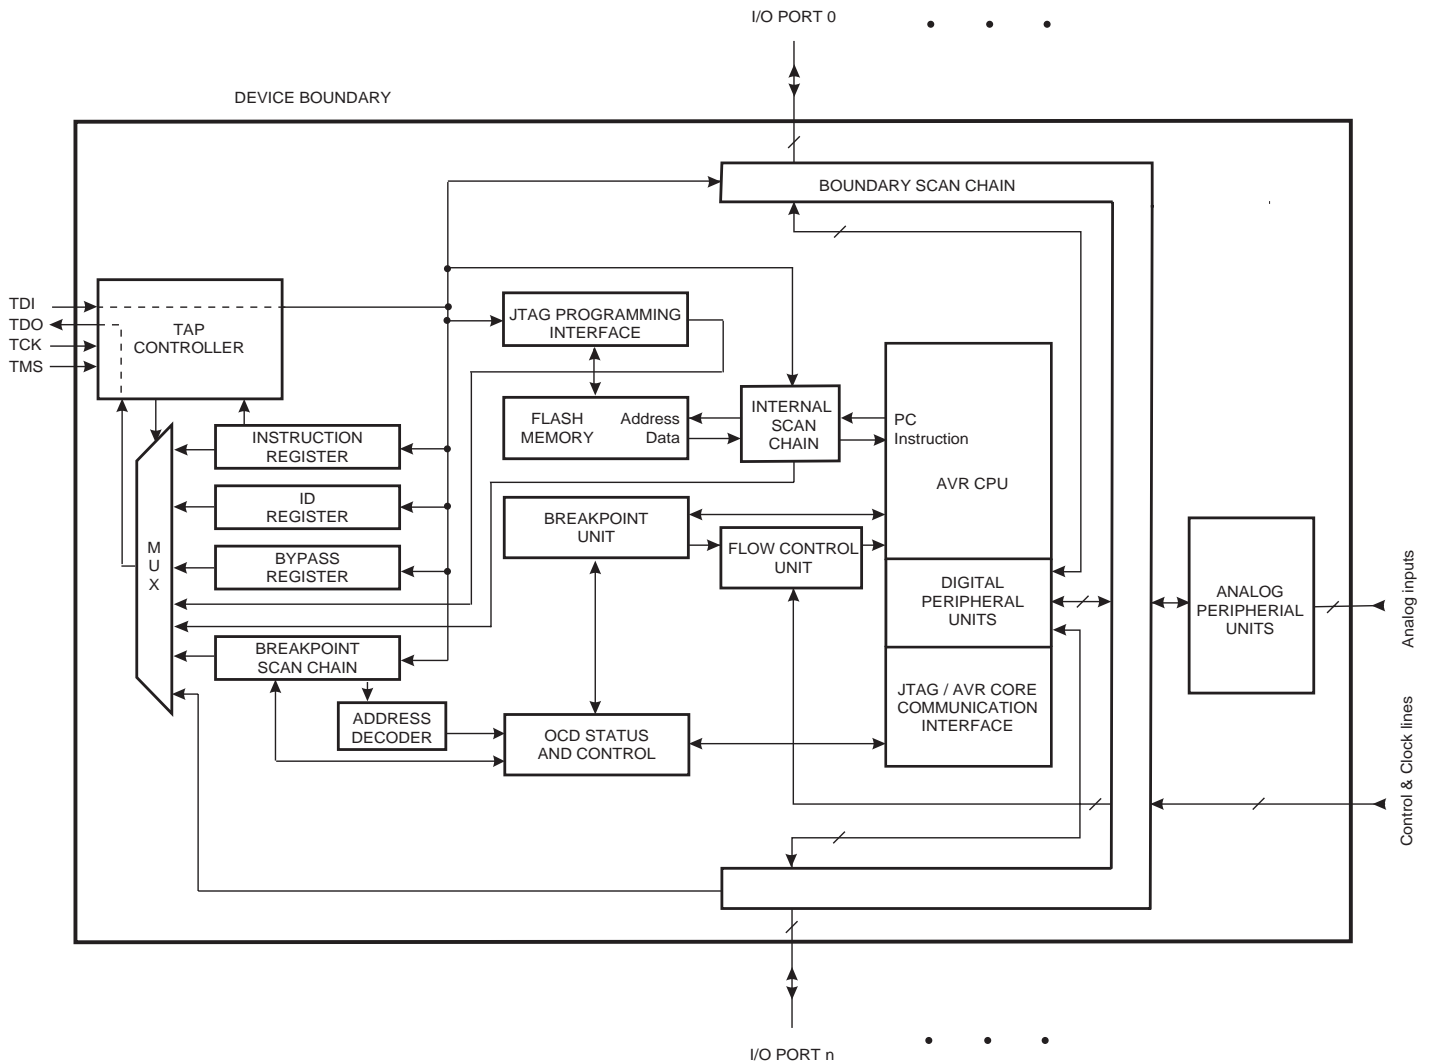 I/O PORT 0
DEVICE BOUNDARY
BOUNDARY SCAN CHAIN
TDI
TDO
TCK
TMS
TAP
CONTROLLER
JTAG PROGRAMMING
INTERFACE
FLASH
MEMORY
Address
Data
INTERNAL
SCAN
CHAIN
PC
Instruction
AVR CPU
INSTRUCTION
REGISTER
ID
REGISTER
BYPASS
REGISTER
M
U
X
BREAKPOINT
SCAN CHAIN
ADDRESS
DECODER
BREAKPOINT
UNIT
FLOW CONTROL
UNIT
DIGITAL
PERIPHERAL
UNITS
OCD STATUS
AND CONTROL
JTAG / AVR CORE
COMMUNICATION
INTERFACE
ANALOG
PERIPHERIAL
UNITS
Analog inputs
Control & Clock lines
I/O PORT n